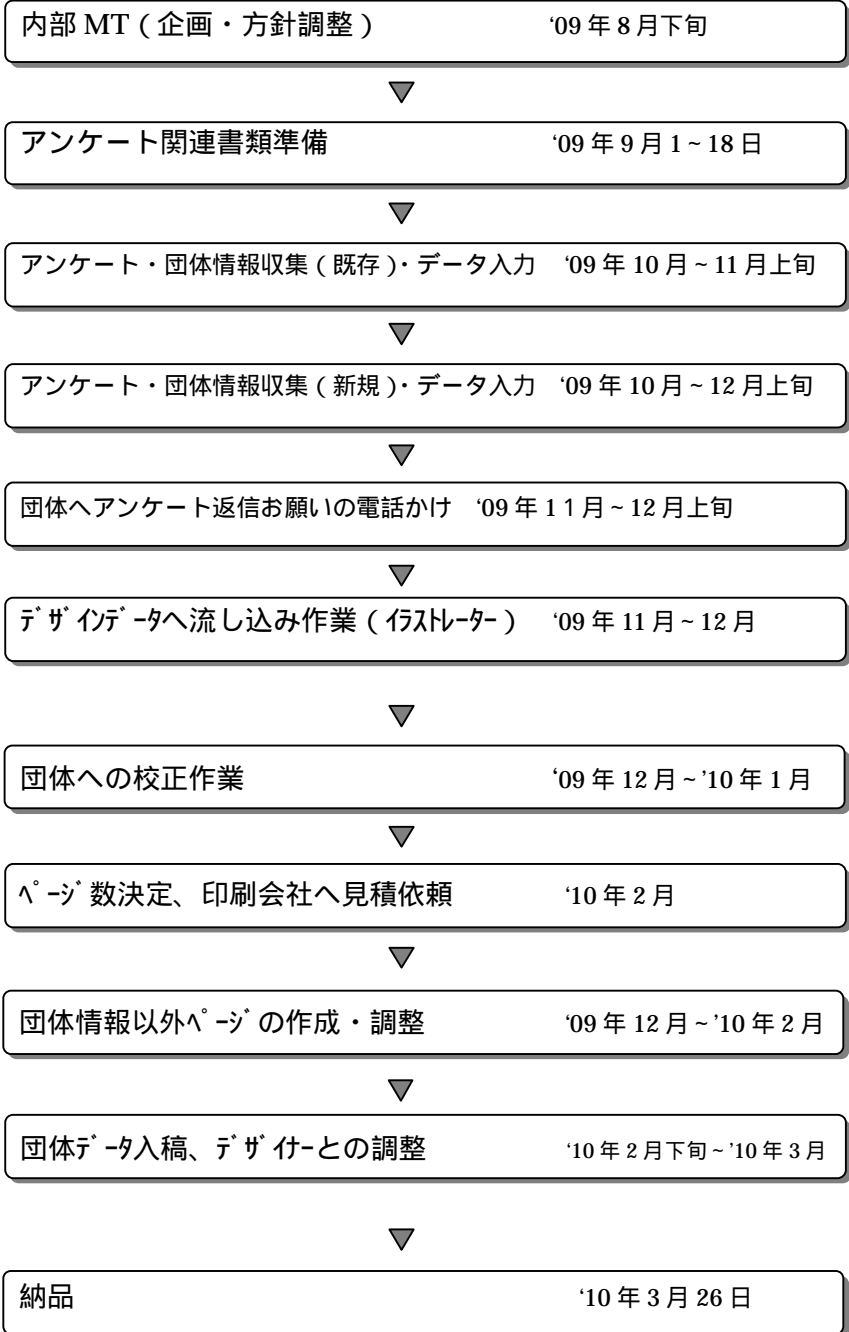 内部 MT（企画・方針調整） ‘09 年 8 月下旬
アンケート関連書類準備 ‘09 年 9 月 1~18 日
アンケート・団体情報収集（既存）・データ入力 ‘09 年 10 月~11 月上旬
アンケート・団体情報収集（新規）・データ入力 ‘09 年 10 月~12 月上旬
団体へアンケート返信お願いの電話かけ ‘09 年 1１月~12 月上旬
ﾃﾞｻﾞｲﾝﾃﾞｰﾀへ流し込み作業（ｲﾗｽﾄﾚｰﾀｰ） ‘09 年 11 月~12 月
団体への校正作業 ‘09 年 12 月~’10 年 1 月
ﾍﾟｰｼﾞ数決定、印刷会社へ見積依頼 ‘10 年 2 月
団体情報以外ﾍﾟｰｼﾞの作成・調整 ‘09 年 12 月~’10 年 2 月
団体ﾃﾞｰﾀ入稿、ﾃﾞｻﾞｲﾅｰとの調整 ‘10 年 2 月下旬~’10 年 3 月
納品 ‘10 年 3 月 26 日